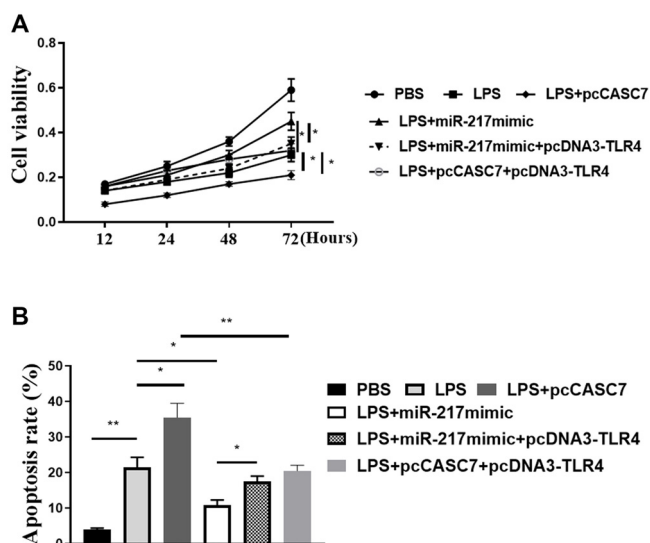 A
Cell viability
0.8
0.6
0.4
0.2
0.0
12 24 48 72(Hours)
* *
* *
PBS LPS LPS+pcCASC7
LPS+miR-217mimic
LPS+miR-217mimic+pcDNA3-TLR4
LPS+pcCASC7+pcDNA3-TLR4
B
Apoptosis rate (%)
50
40
30
20
10
0
**
*
*
**
*
PBS LPS LPS+pcCASC7
LPS+miR-217mimic
LPS+miR-217mimic+pcDNA3-TLR4
LPS+pcCASC7+pcDNA3-TLR4